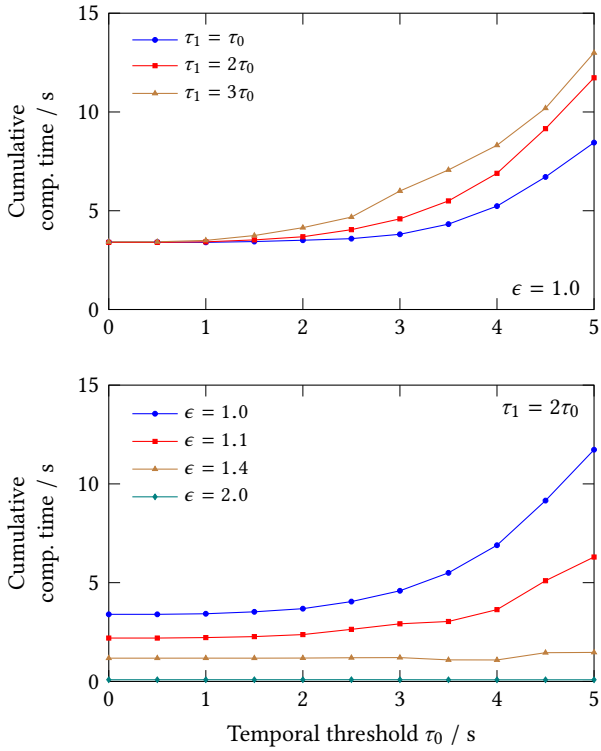 15
10
5
0
Cumulative
comp. time / s
τ₁ = τ₀
τ₁ = 2τ₀
τ₁ = 3τ₀
ϵ = 1.0
0 1 2 3 4 5
15
10
5
0
Cumulative
comp. time / s
ϵ = 1.0
ϵ = 1.1
ϵ = 1.4
ϵ = 2.0
τ₁ = 2τ₀
0 1 2 3 4 5
Temporal threshold τ₀ / s